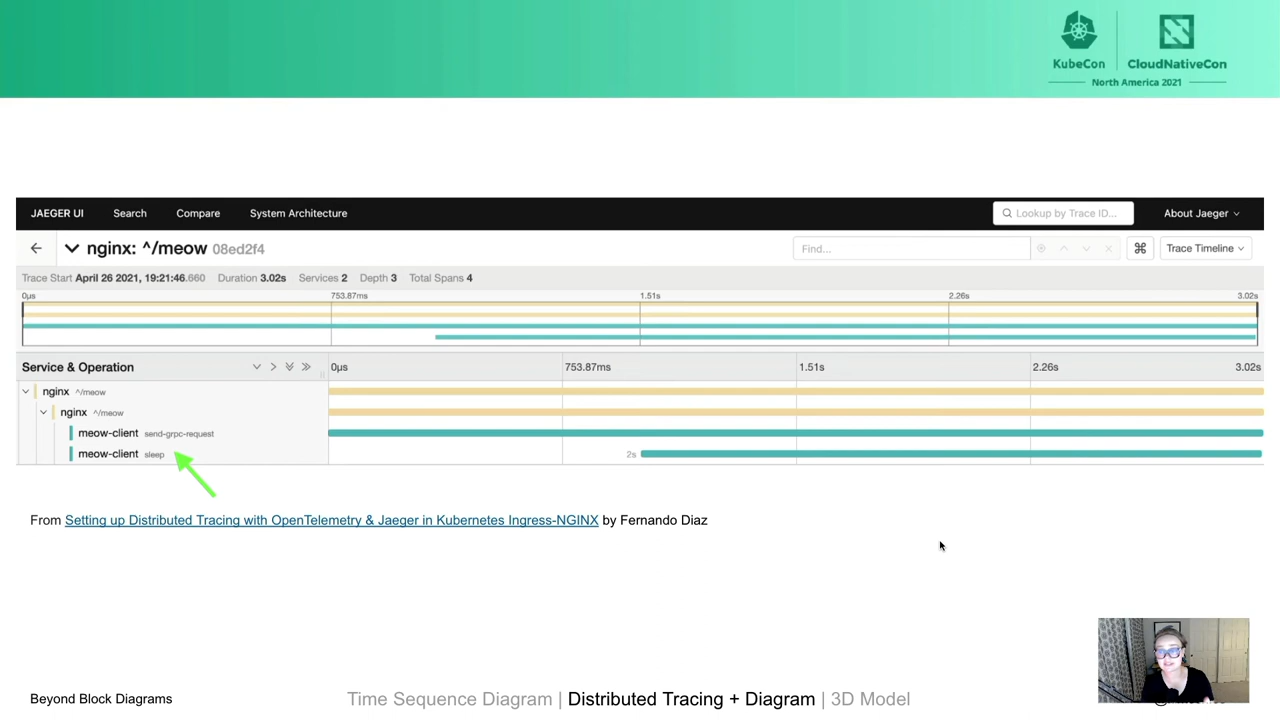 KubeCon
CloudNativeCon
North America 2021
JAEGER UI Search Compare System Architecture Lookup by Trace ID... About Jaeger
nginx: ^/meow 08ed2f4 Find... ⌘ Trace Timeline
Trace Start April 26 2021, 19:21:46.660 Duration 3.02s Services 2 Depth 3 Total Spans 4
0μs 753.87ms 1.51s 2.26s 3.02s
Service & Operation 0μs 753.87ms 1.51s 2.26s 3.02s
nginx ^/meow
nginx ^/meow
meow-client send-grpc-request
meow-client sleep 2s
From Setting up Distributed Tracing with OpenTelemetry & Jaeger in Kubernetes Ingress-NGINX by Fernando Diaz
Beyond Block Diagrams Time Sequence Diagram | Distributed Tracing + Diagram | 3D Model